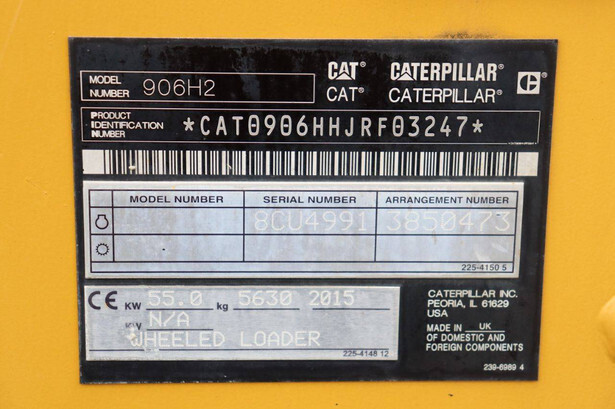 MODEL NUMBER 906H2
CAT® CATERPILLAR®
CAT® CATERPILLAR®
PRODUCT IDENTIFICATION NUMBER *CAT0906HHJRF03247*
MODEL NUMBER SERIAL NUMBER ARRANGEMENT NUMBER
8CU4991 3850473
225-4150 5
CE KW 55.0 kg 5630 2015
KW N/A
WHEELED LOADER
225-4148 12
CATERPILLAR INC.
PEORIA, IL 61629
USA
MADE IN UK
OF DOMESTIC AND
FOREIGN COMPONENTS
239-6989 4